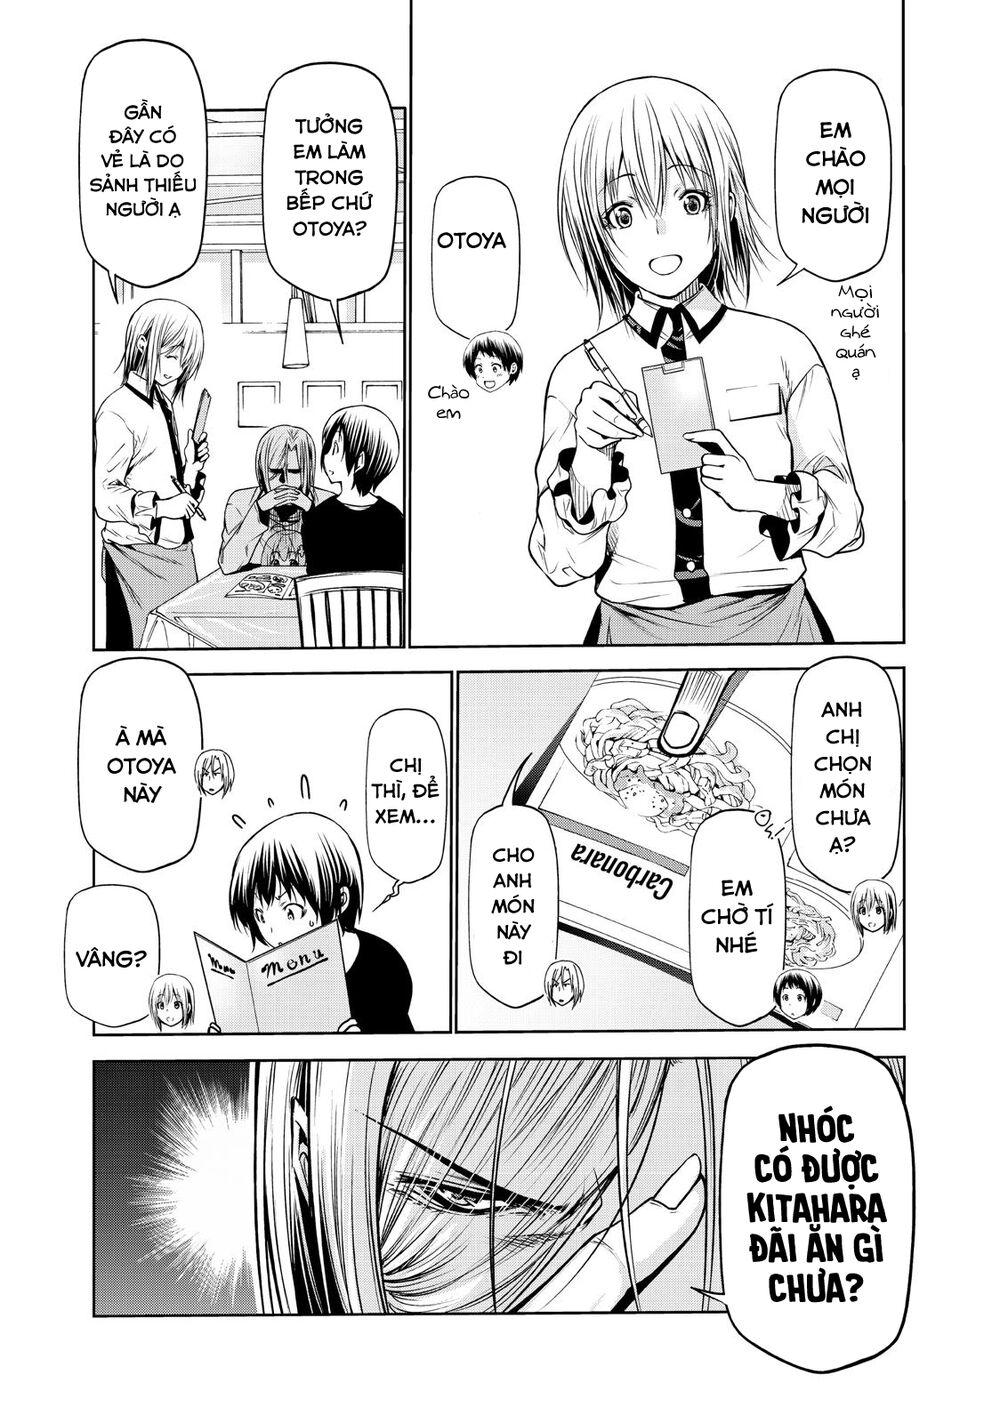 EM
CHÀO
MỌI
NGƯỜI
Mọi
người
ghé
quán
ạ
OTOYA
Chào
em
TƯỞNG
EM LÀM
TRONG
BẾP CHỨ
OTOYA?
GẦN
ĐÂY CÓ
VẺ LÀ DO
SẢNH THIẾU
NGƯỜI Ạ
ANH
CHỊ
CHỌN
MÓN
CHƯA
Ạ?
Oh!
EM
CHỜ TÍ
NHÉ
Carbonara
CHO
ANH
MÓN
NÀY
ĐI
CHỊ
THÌ, ĐỂ
XEM...
À MÀ
OTOYA
NÀY
VÂNG?
Menu
Menu
NHÓC
CÓ ĐƯỢC
KITAHARA
ĐÃI ĂN GÌ
CHƯA?